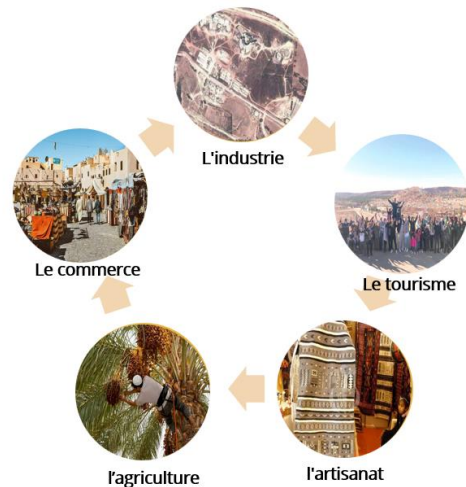 L'industrie
Le tourisme
l'artisanat
l'agriculture
Le commerce